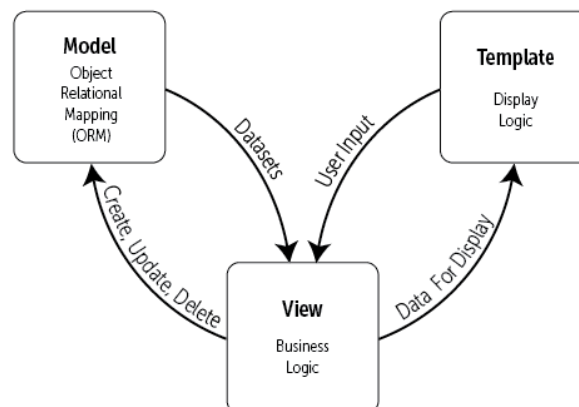 Model
Object
Relational
Mapping
(ORM)
Template
Display
Logic
Datasets
User Input
Create, Update, Delete
Data For Display
View
Business
Logic